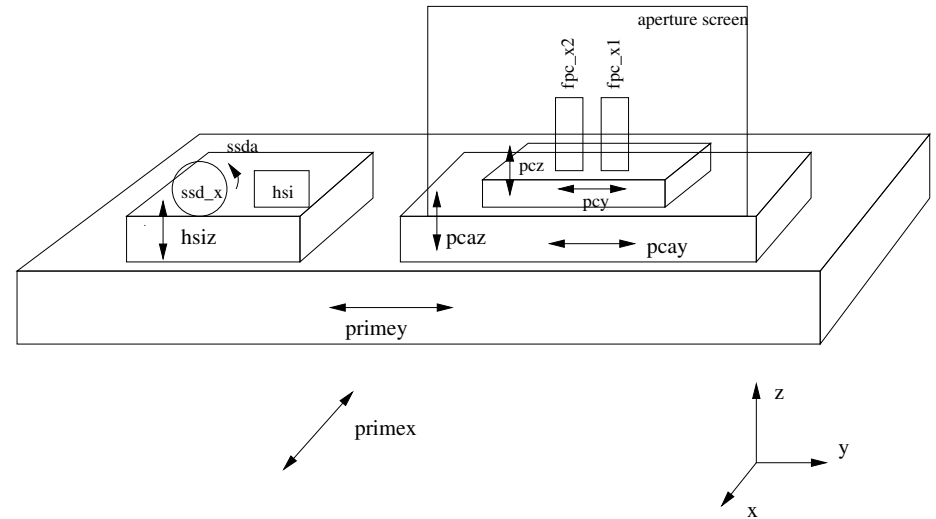 aperture screen
fpc_x2
fpc_x1
ssda
pcz
ssd_x
hsi
pcy
hsiz
pcaz
pcay
primey
z
primex
y
x